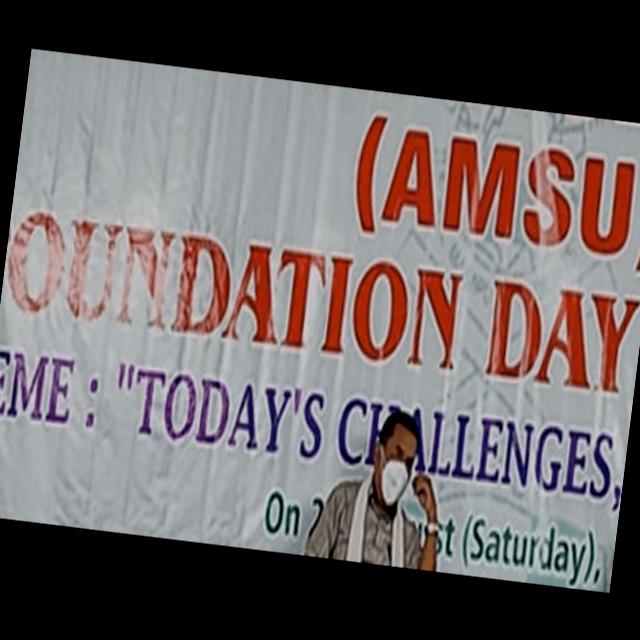 (AMSU
OUNDATION DAY
EME : "TODAY'S CHALLENGES,
On st (Saturday),